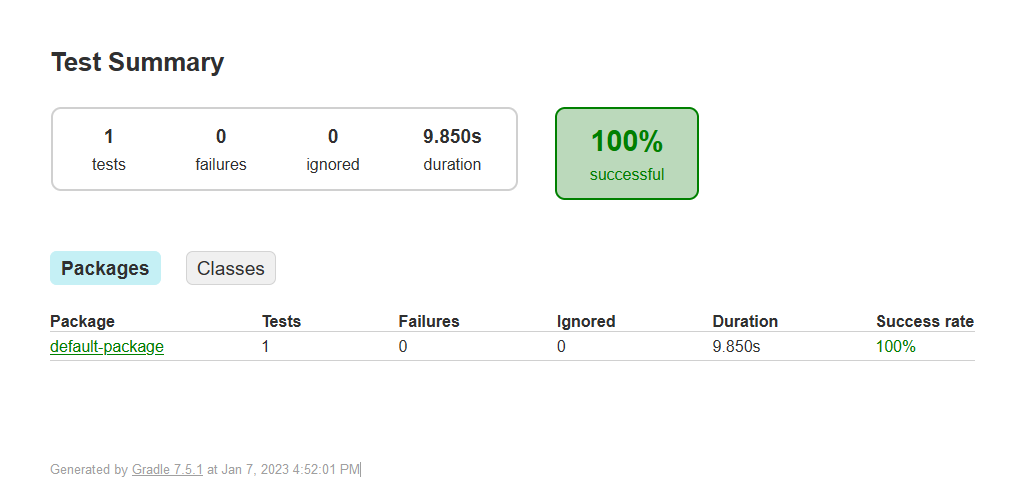 Test Summary
1 0 0 9.850s 100%
tests failures ignored duration successful
Packages Classes
Package Tests Failures Ignored Duration Success rate
default-package 1 0 0 9.850s 100%
Generated by Gradle 7.5.1 at Jan 7, 2023 4:52:01 PM